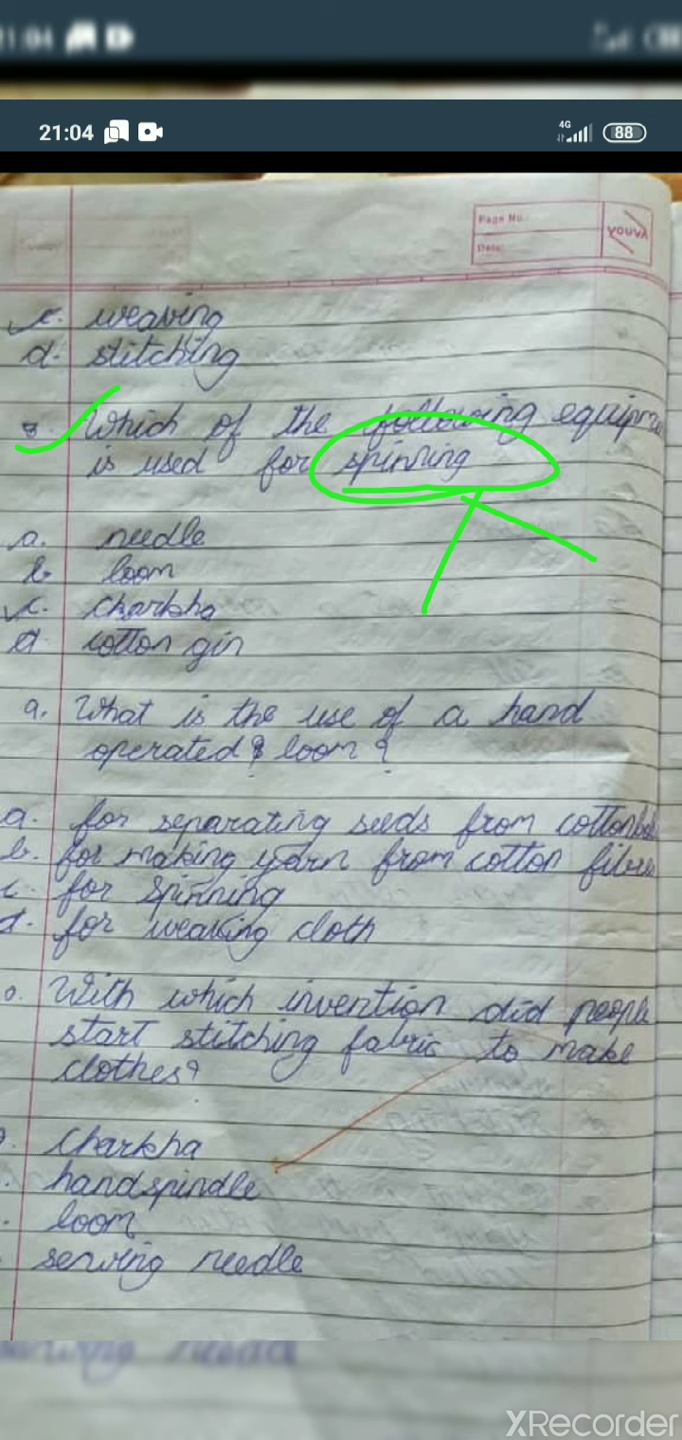 21:04
21:04 4G 88
Page No.:
Date:
YOUVA
c. weaving
d. stitching
8. Which of the following equipme
is used for spinning
a. needle
b. loom
c. charkha
d. cotton gin
9. What is the use of a hand
operated loom ?
a. for separating seeds from cotton
b. for making yarn from cotton fibre
c. for spinning
d. for weaving cloth
0. With which invention did people
start stitching fabric to make
clothes?
charkha
handspindle
loom
sewing needle
XRecorder